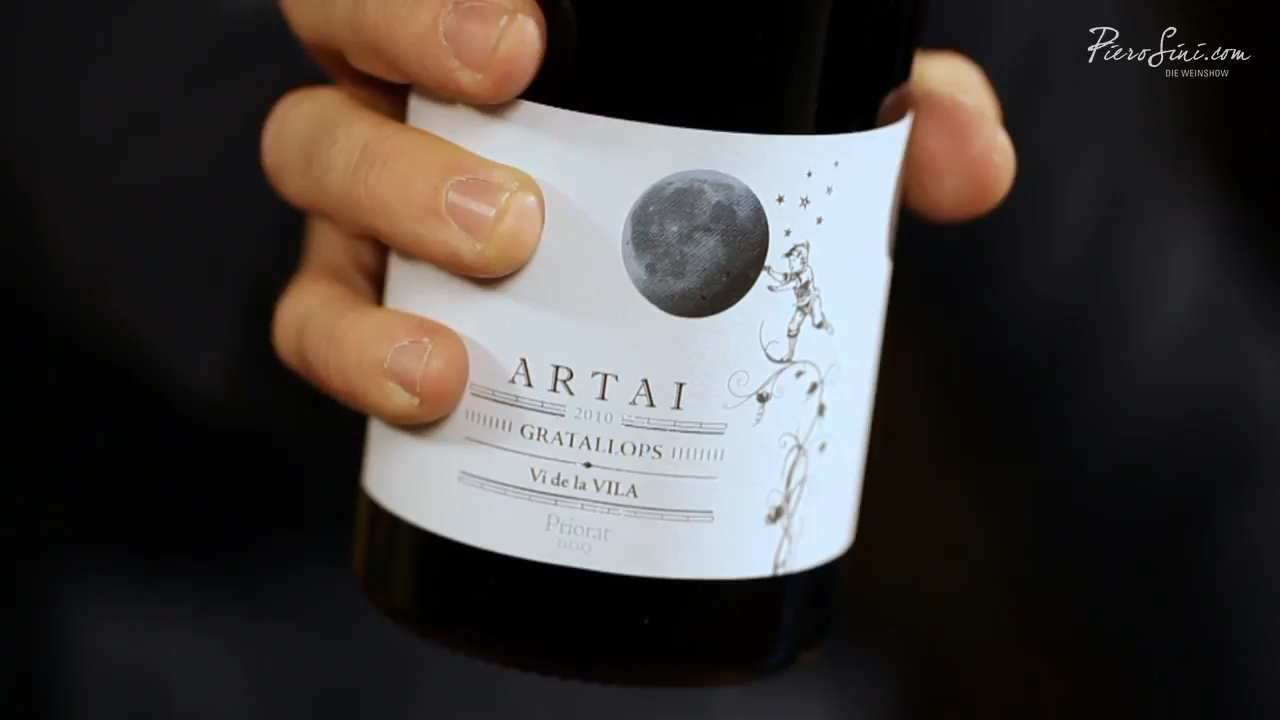 PieroSini.com
DIE WEINSHOW
ARTAI
2010
GRATALLOPS
Vi de la VILA
Priorat
D.O.Q